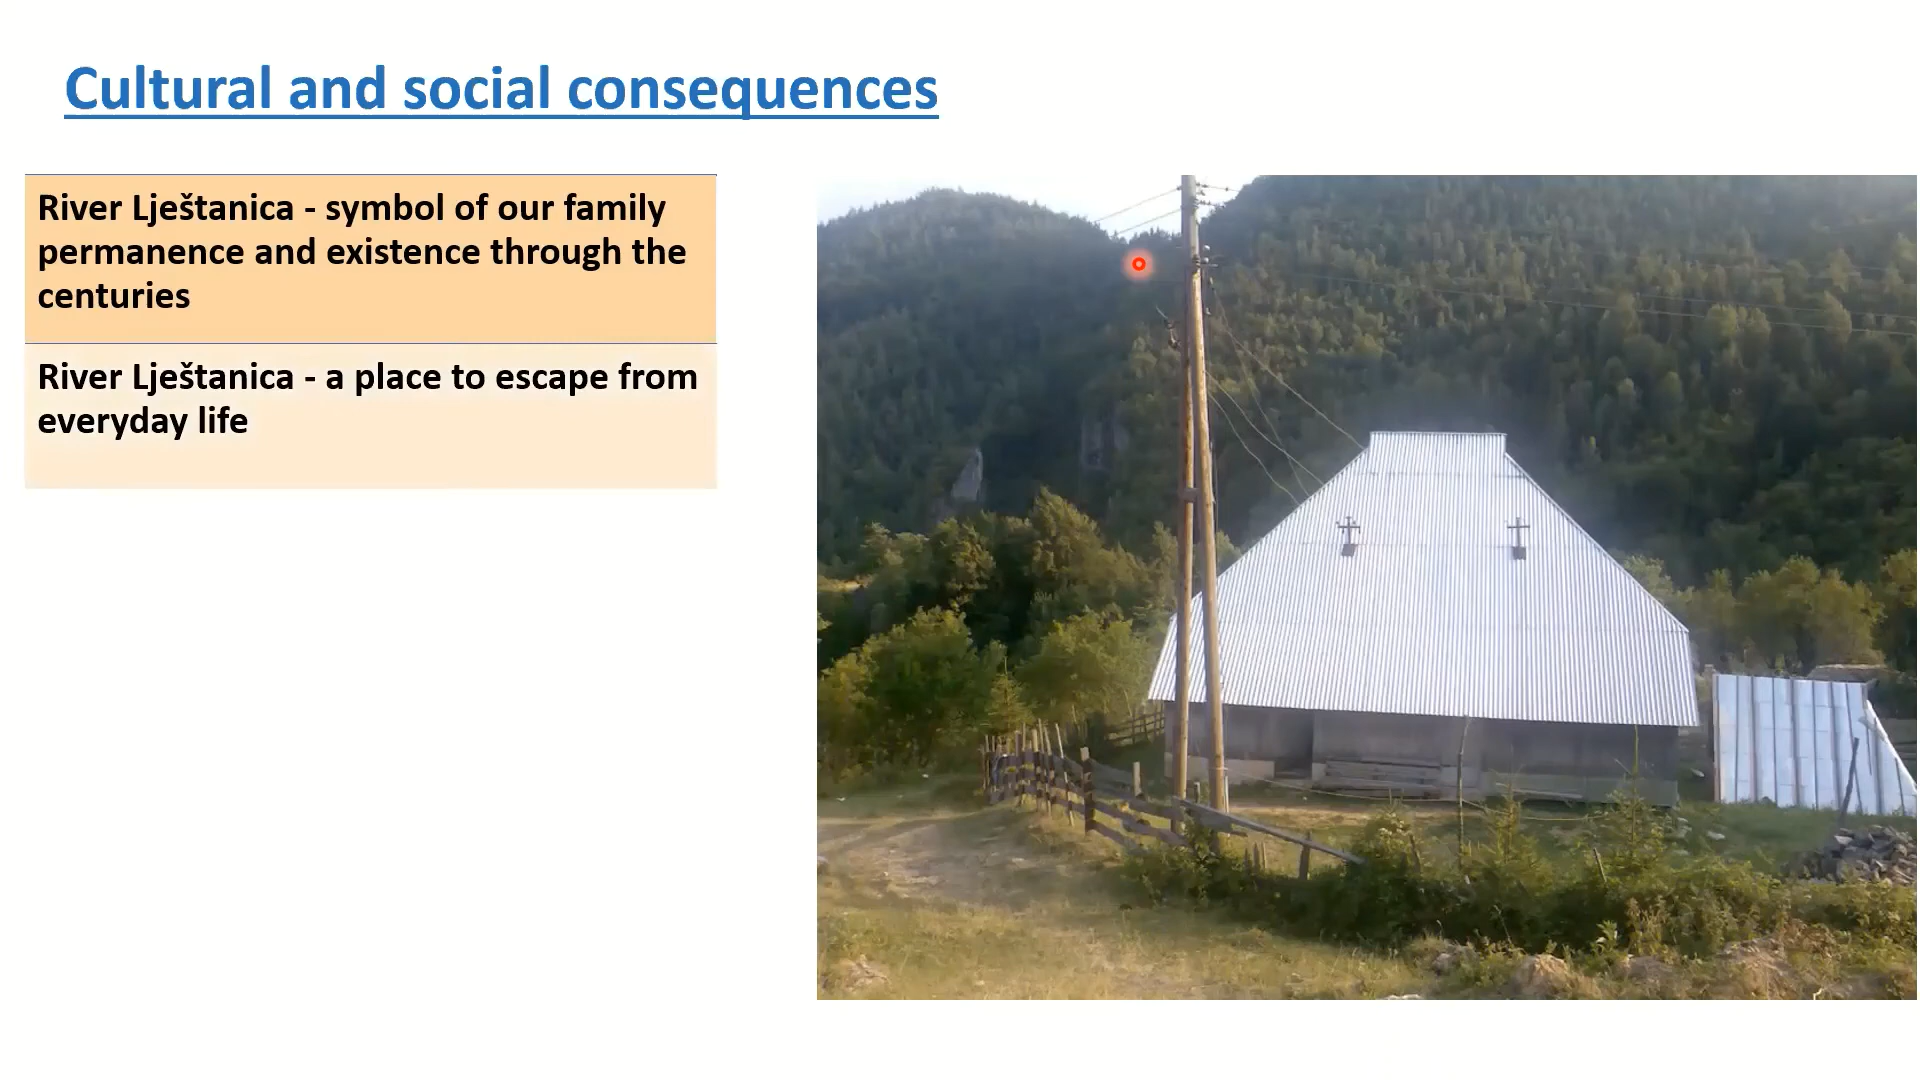 Cultural and social consequences
River Lještanica - symbol of our family
permanence and existence through the
centuries
River Lještanica - a place to escape from
everyday life